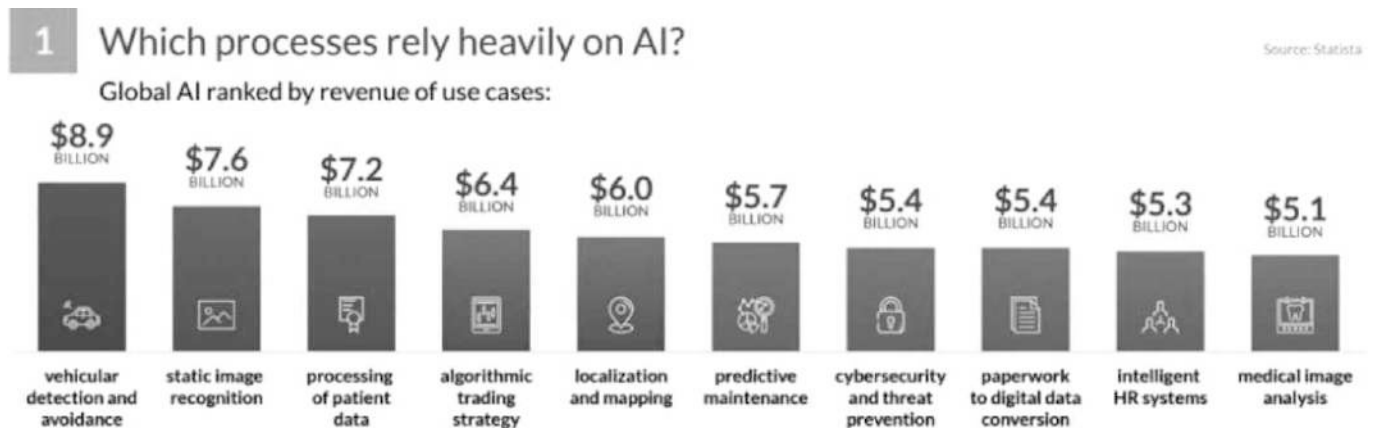 1
Which processes rely heavily on AI?
Source: Statista
Global AI ranked by revenue of use cases:
$8.9
BILLION
vehicular
detection and
avoidance
$7.6
BILLION
static image
recognition
$7.2
BILLION
processing
of patient
data
$6.4
BILLION
algorithmic
trading
strategy
$6.0
BILLION
localization
and mapping
$5.7
BILLION
predictive
maintenance
$5.4
BILLION
cybersecurity
and threat
prevention
$5.4
BILLION
paperwork
to digital data
conversion
$5.3
BILLION
intelligent
HR systems
$5.1
BILLION
medical image
analysis